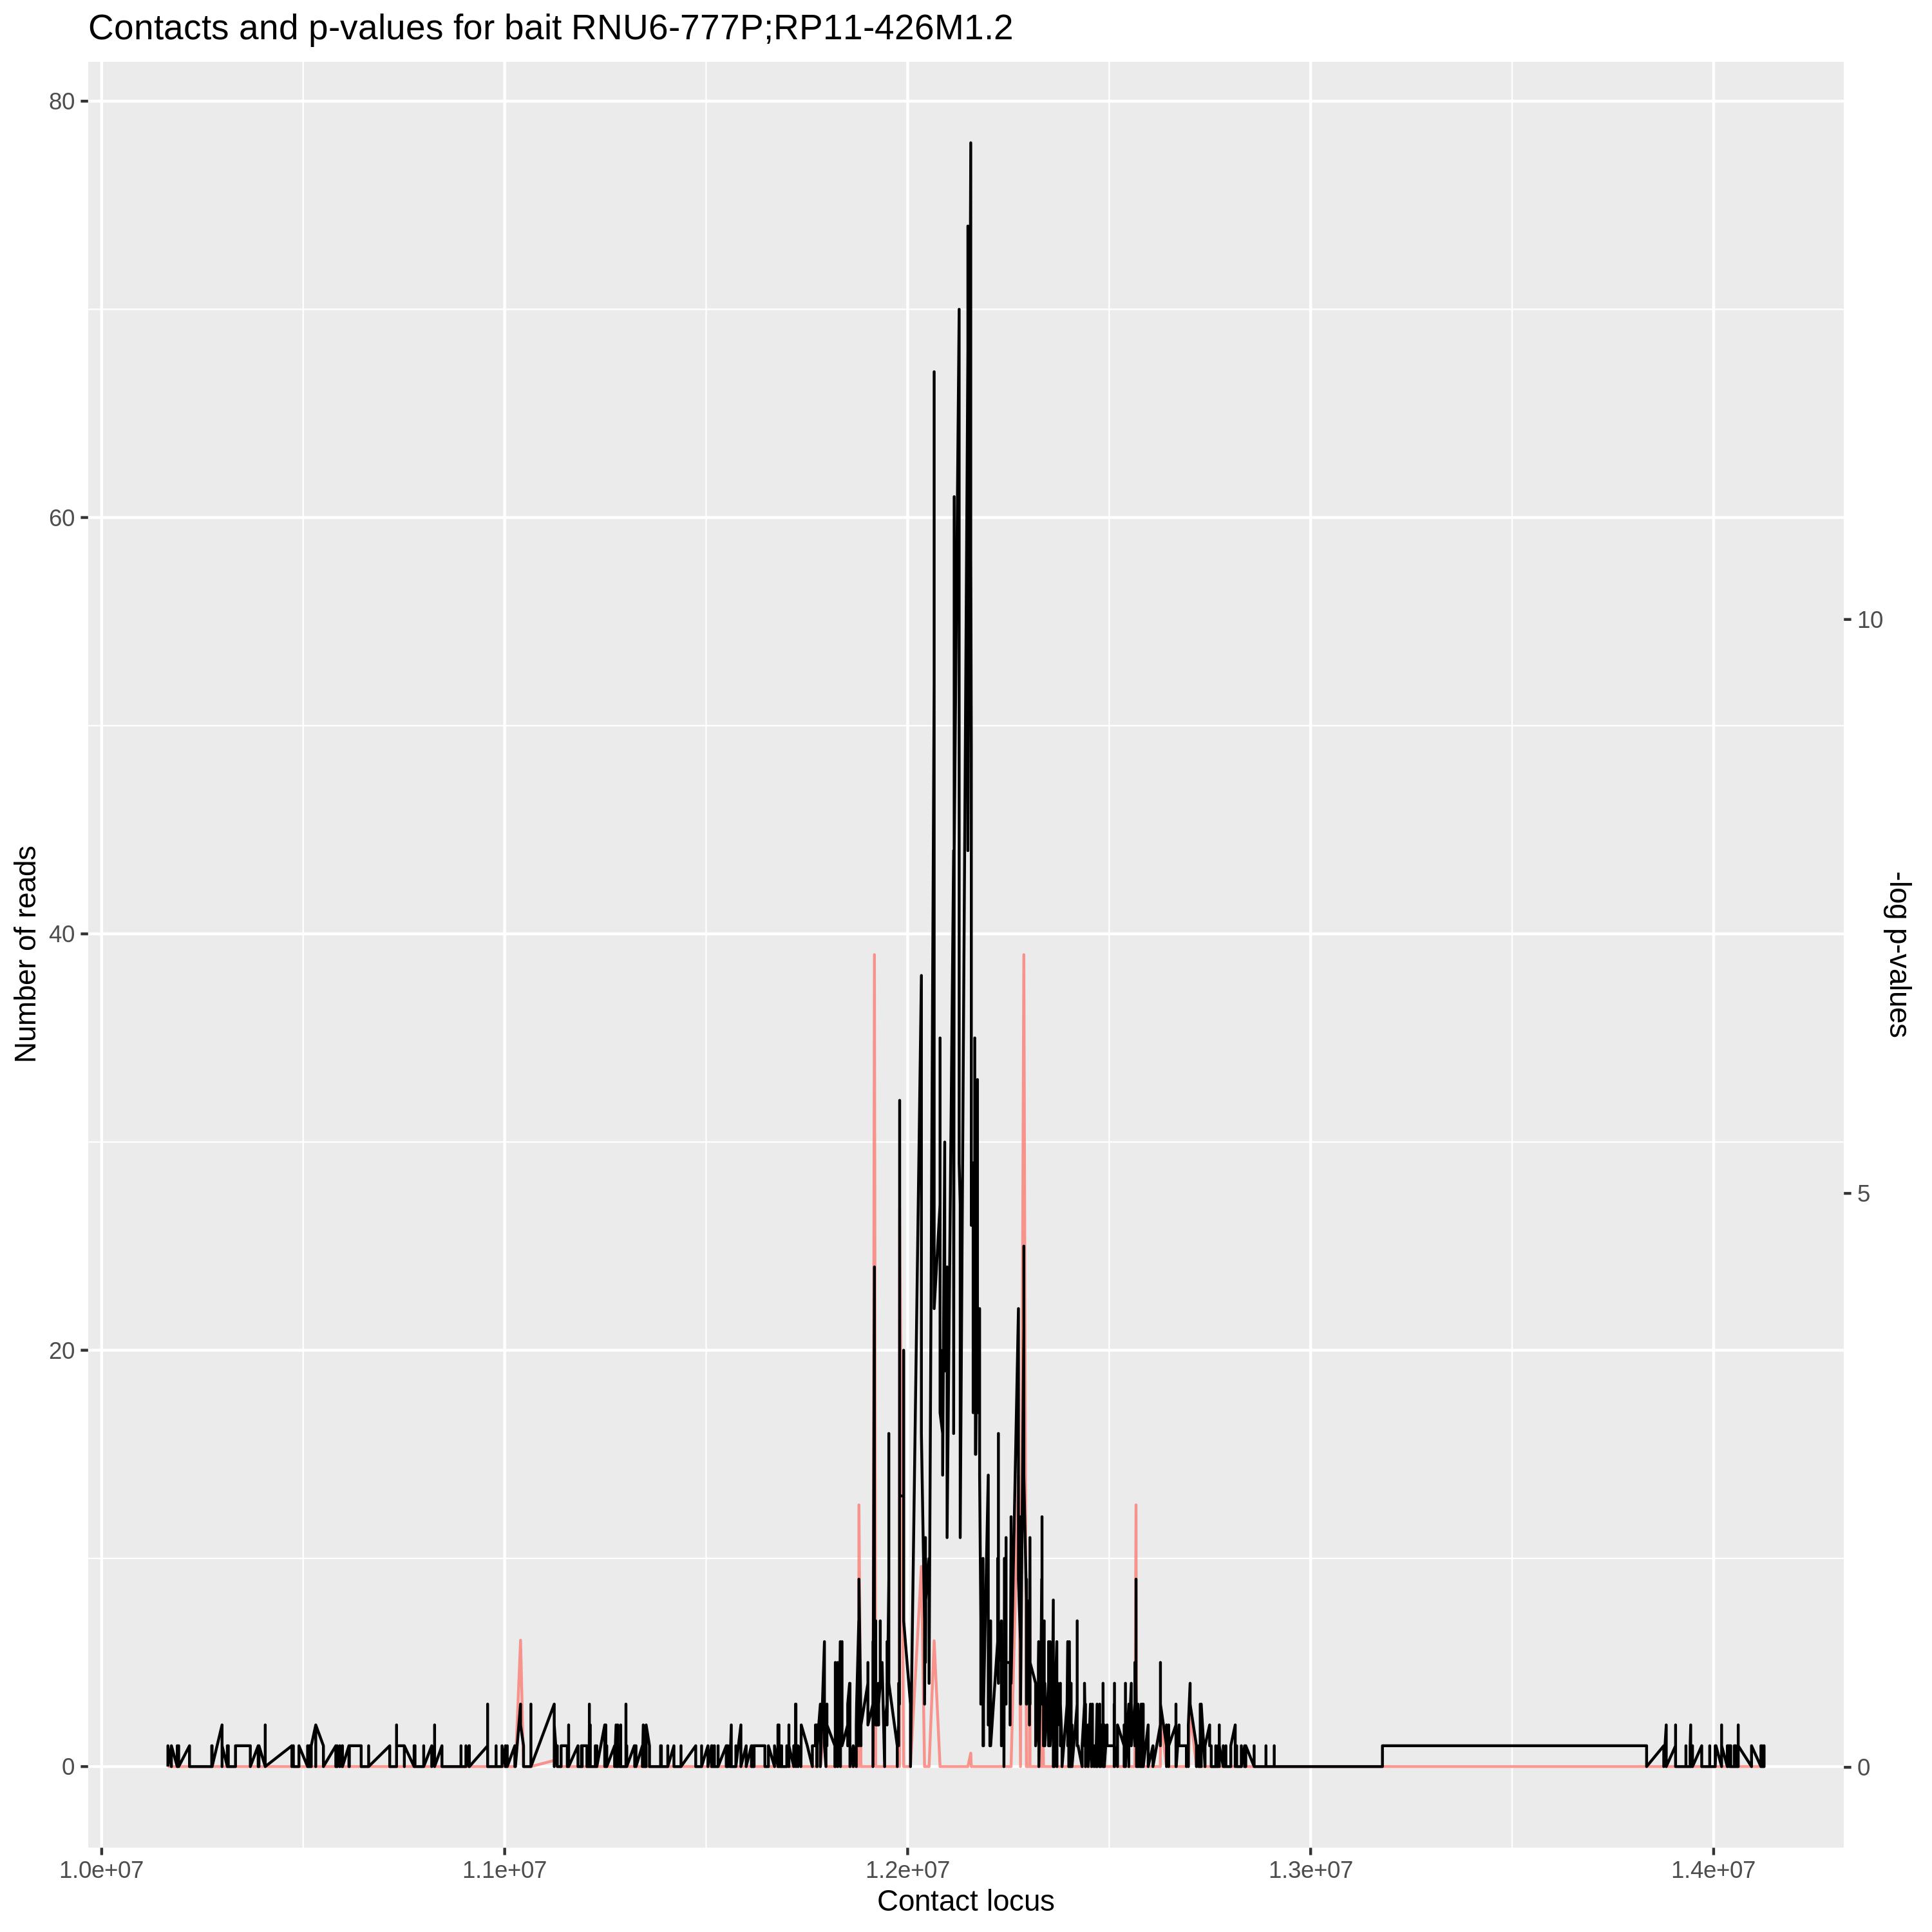 Contacts and p-values for bait RNU6-777P;RP11-426M1.2
80
60
40
20
0
Number of reads
10
5
0
-log p-values
1.0e+07
1.1e+07
1.2e+07
1.3e+07
1.4e+07
Contact locus